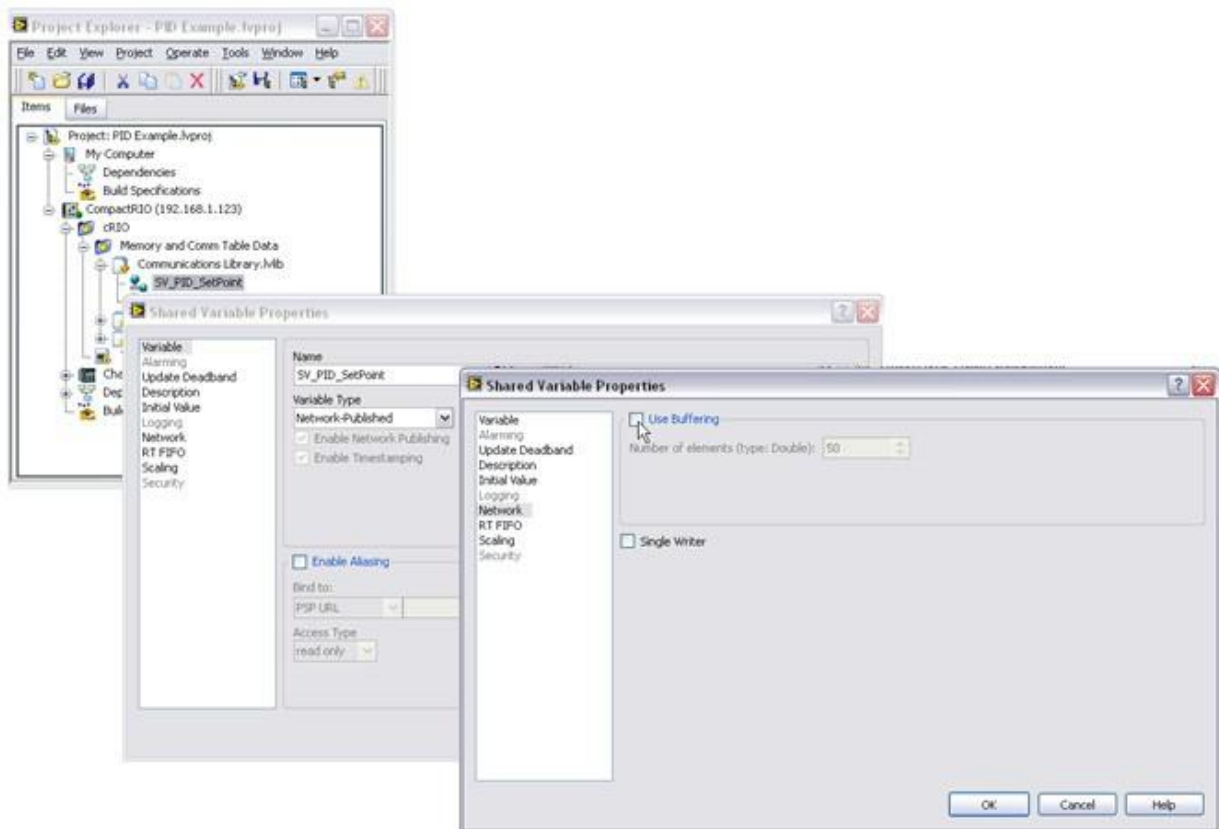 Project Explorer - PID Example.lvproj
File Edit View Project Operate Tools Window Help
Items Files
Project: PID Example.lvproj
My Computer
Dependencies
Build Specifications
CompactRIO (192.168.1.123)
cRIO
Memory and Comm Table Data
Communications Library.lvlib
SV_PID_SetPoint
Cha
Dep
Buil
Shared Variable Properties
Variable
Alarming
Update Deadband
Description
Initial Value
Logging
Network
RT FIFO
Scaling
Security
Name
SV_PID_SetPoint
Variable Type
Network-Published
Enable Network Publishing
Enable Timestamping
Enable Aliasing
Bind to:
PSP URL
Access Type
read only
Shared Variable Properties
Variable
Alarming
Update Deadband
Description
Initial Value
Logging
Network
RT FIFO
Scaling
Security
Use Buffering
Number of elements (type: Double): 50
Single Writer
OK Cancel Help